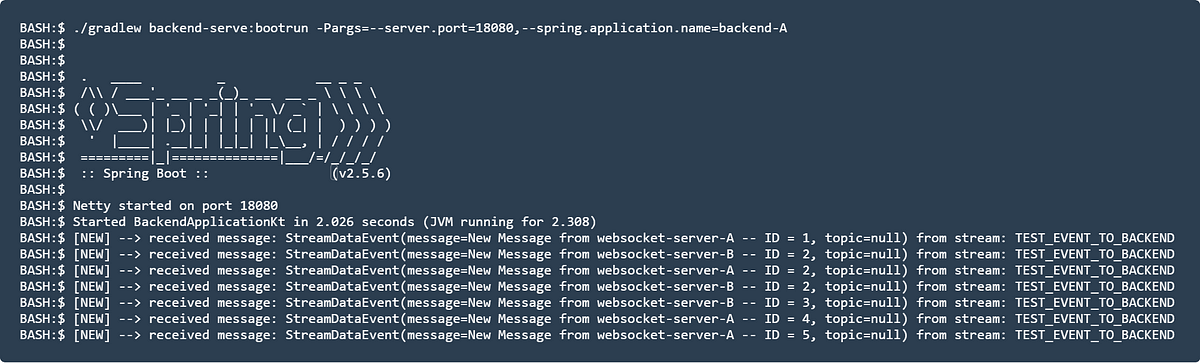 BASH:$ ./gradlew backend-serve:bootrun -Pargs=--server.port=18080,--spring.application.name=backend-A
BASH:$
BASH:$
BASH:$   .   ____          _            __ _ _
BASH:$  /\\ / ___'_ __ _ _(_)_ __  __ _ \ \ \ \
BASH:$ ( ( )\___ | '_ | '_| | '_ \/ _` | \ \ \ \
BASH:$  \\/  ___)| |_)| | | | | || (_| |  ) ) ) )
BASH:$   '  |____| .__|_| |_|_| |_\__, | / / / /
BASH:$  =========|_|==============|___/=/_/_/_/
BASH:$  :: Spring Boot ::                (v2.5.6)
BASH:$
BASH:$ Netty started on port 18080
BASH:$ Started BackendApplicationKt in 2.026 seconds (JVM running for 2.308)
BASH:$ [NEW] --> received message: StreamDataEvent(message=New Message from websocket-server-A -- ID = 1, topic=null) from stream: TEST_EVENT_TO_BACKEND
BASH:$ [NEW] --> received message: StreamDataEvent(message=New Message from websocket-server-B -- ID = 2, topic=null) from stream: TEST_EVENT_TO_BACKEND
BASH:$ [NEW] --> received message: StreamDataEvent(message=New Message from websocket-server-A -- ID = 2, topic=null) from stream: TEST_EVENT_TO_BACKEND
BASH:$ [NEW] --> received message: StreamDataEvent(message=New Message from websocket-server-B -- ID = 2, topic=null) from stream: TEST_EVENT_TO_BACKEND
BASH:$ [NEW] --> received message: StreamDataEvent(message=New Message from websocket-server-B -- ID = 3, topic=null) from stream: TEST_EVENT_TO_BACKEND
BASH:$ [NEW] --> received message: StreamDataEvent(message=New Message from websocket-server-A -- ID = 4, topic=null) from stream: TEST_EVENT_TO_BACKEND
BASH:$ [NEW] --> received message: StreamDataEvent(message=New Message from websocket-server-A -- ID = 5, topic=null) from stream: TEST_EVENT_TO_BACKEND